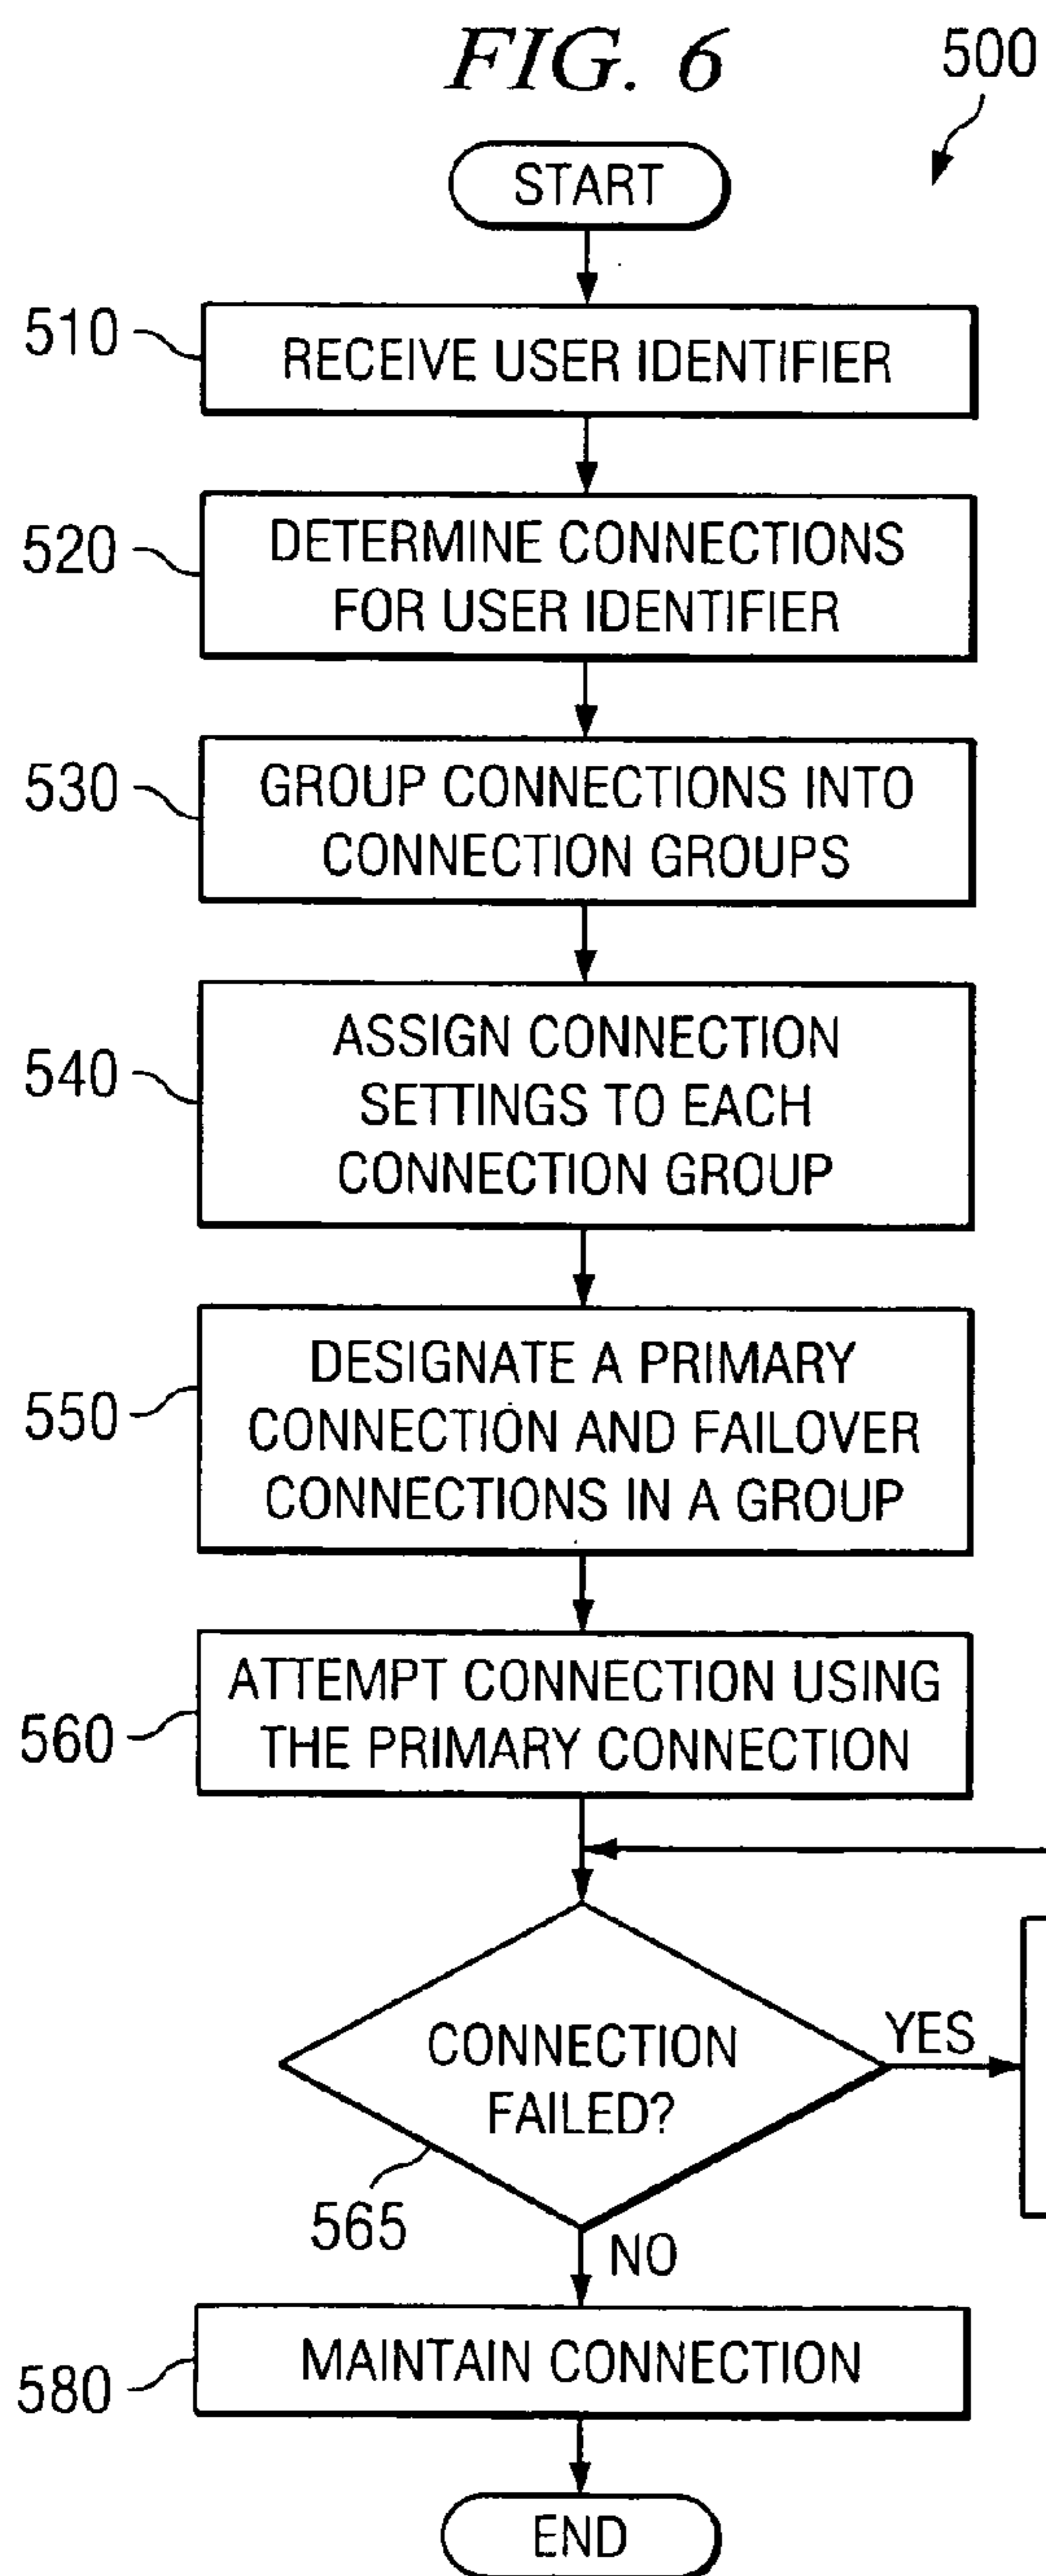 FIG. 6
500
START
510
RECEIVE USER IDENTIFIER
520
DETERMINE CONNECTIONS
FOR USER IDENTIFIER
530
GROUP CONNECTIONS INTO
CONNECTION GROUPS
540
ASSIGN CONNECTION
SETTINGS TO EACH
CONNECTION GROUP
550
DESIGNATE A PRIMARY
CONNECTION AND FAILOVER
CONNECTIONS IN A GROUP
560
ATTEMPT CONNECTION USING
THE PRIMARY CONNECTION
CONNECTION
FAILED?
YES
565
NO
580
MAINTAIN CONNECTION
END